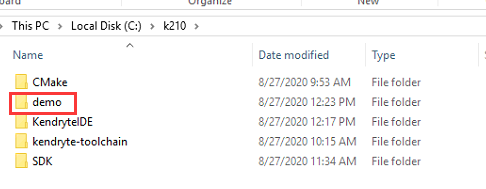 Organize
New
This PC > Local Disk (C:) > k210 >
Name Date modified Type
CMake 8/27/2020 9:53 AM File folder
demo 8/27/2020 12:23 PM File folder
KendryteIDE 8/27/2020 12:17 PM File folder
kendryte-toolchain 8/27/2020 10:15 AM File folder
SDK 8/27/2020 11:34 AM File folder